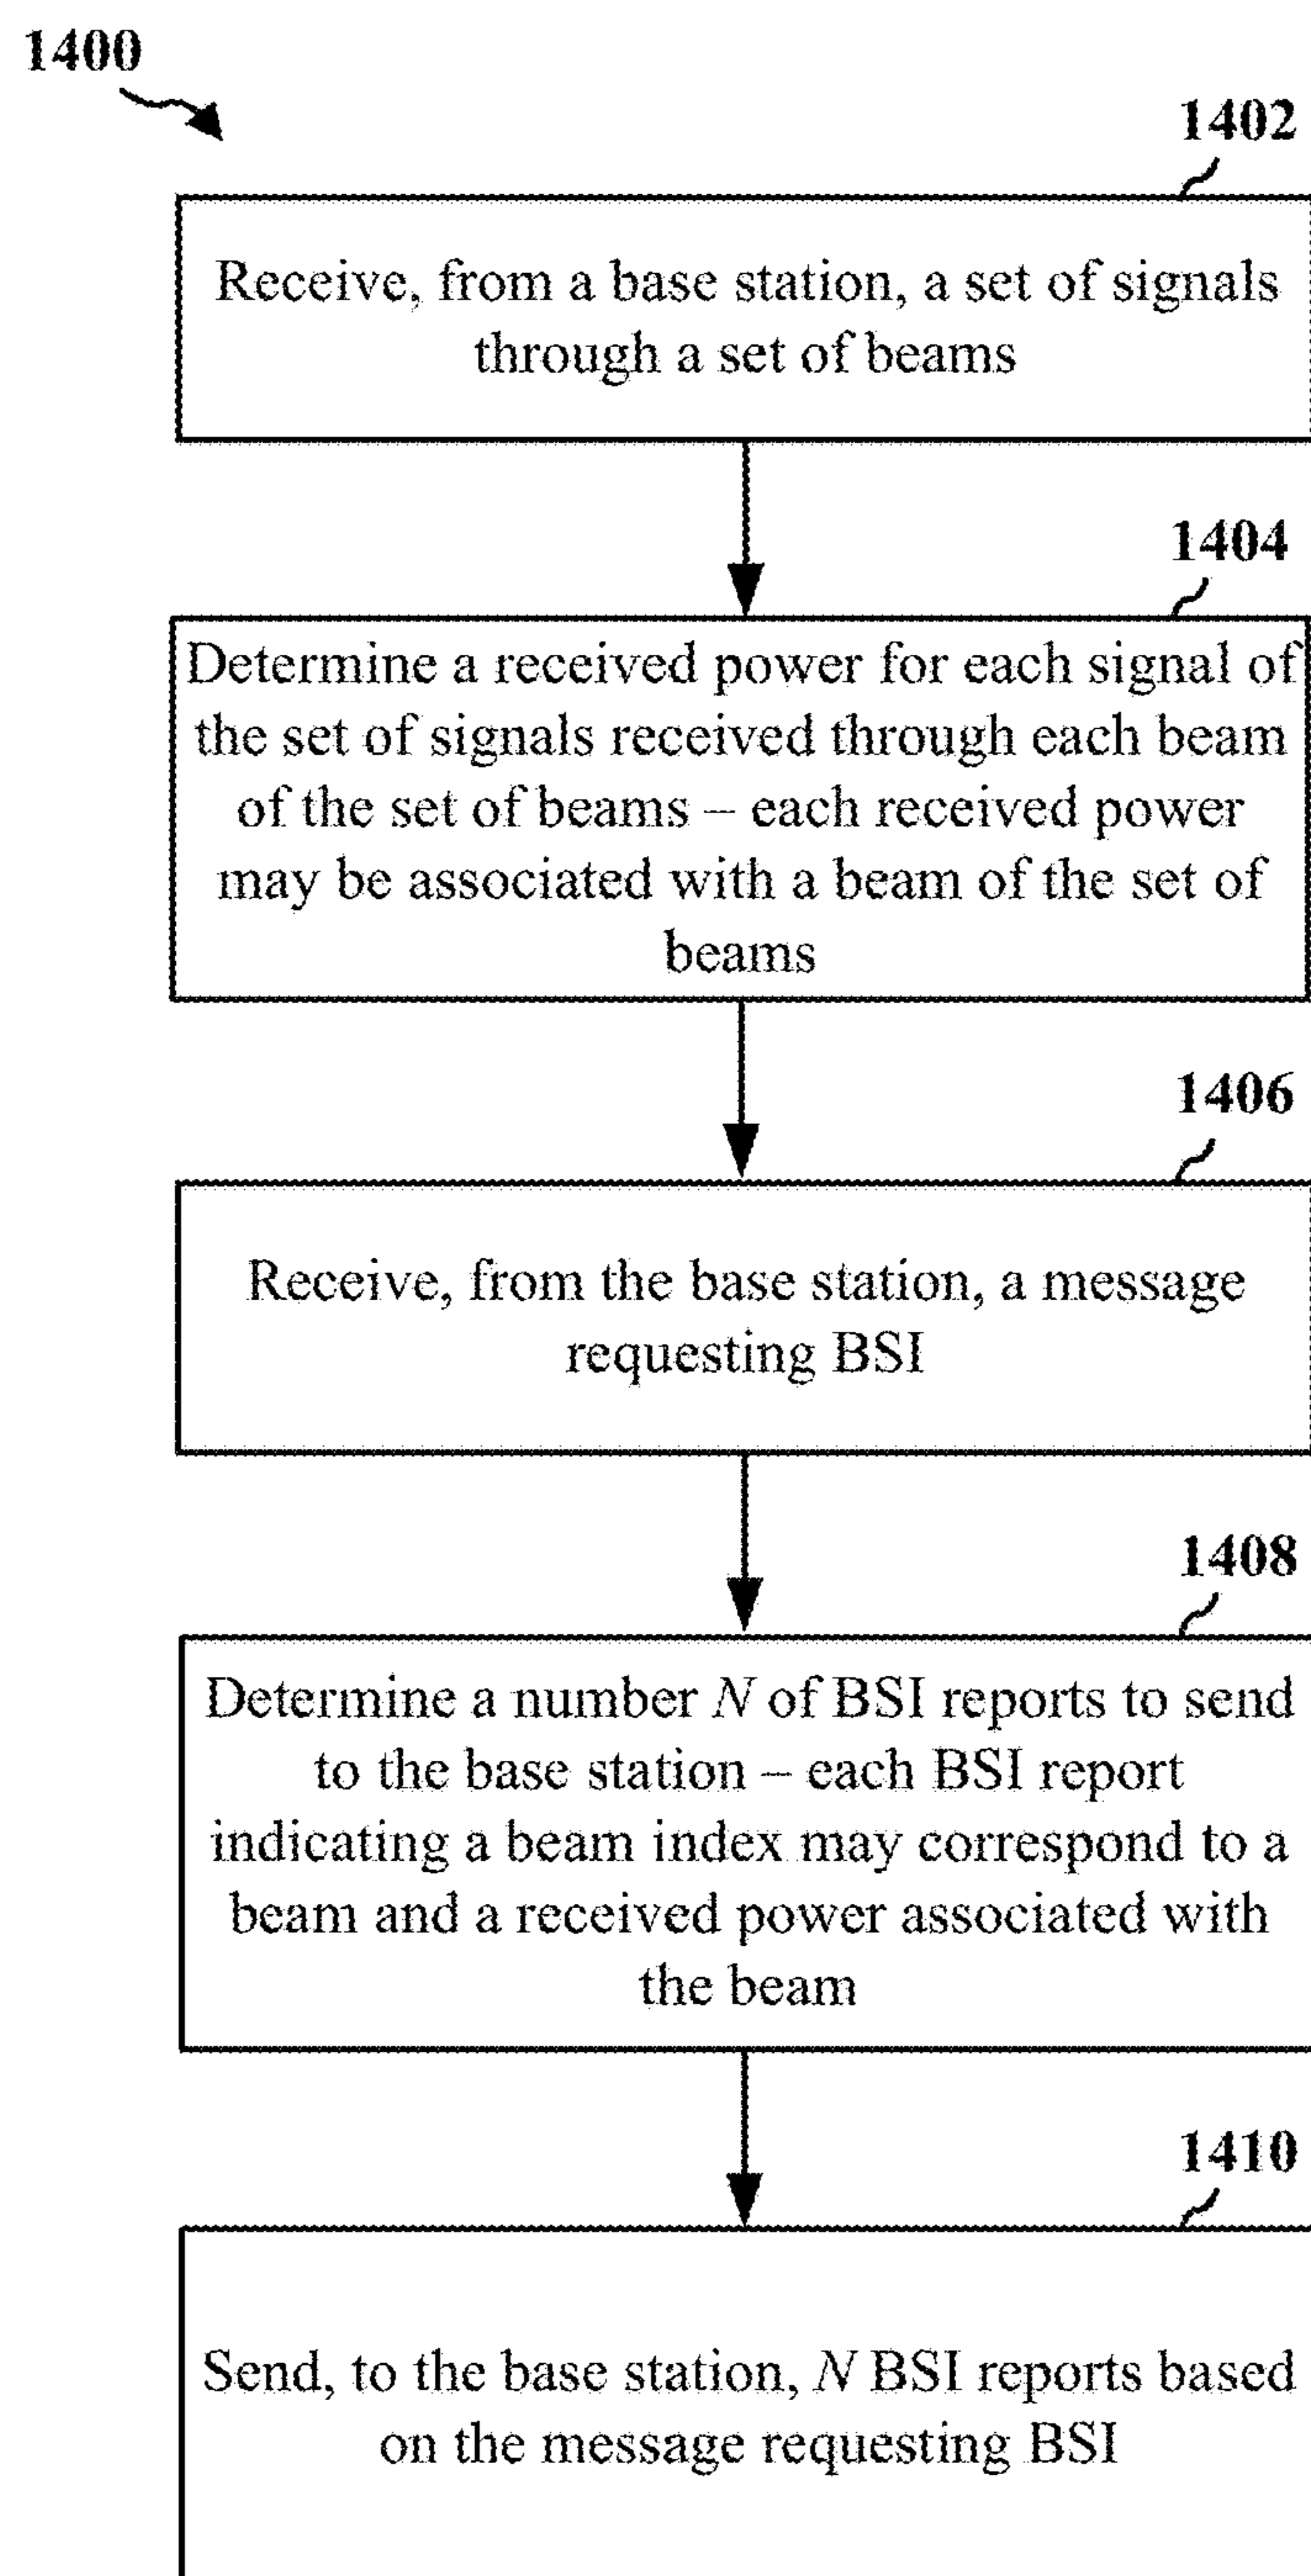 1400
1402
Receive, from a base station, a set of signals
through a set of beams
1404
Determine a received power for each signal of
the set of signals received through each beam
of the set of beams – each received power
may be associated with a beam of the set of
beams
1406
Receive, from the base station, a message
requesting BSI
1408
Determine a number N of BSI reports to send
to the base station – each BSI report
indicating a beam index may correspond to a
beam and a received power associated with
the beam
1410
Send, to the base station, N BSI reports based
on the message requesting BSI